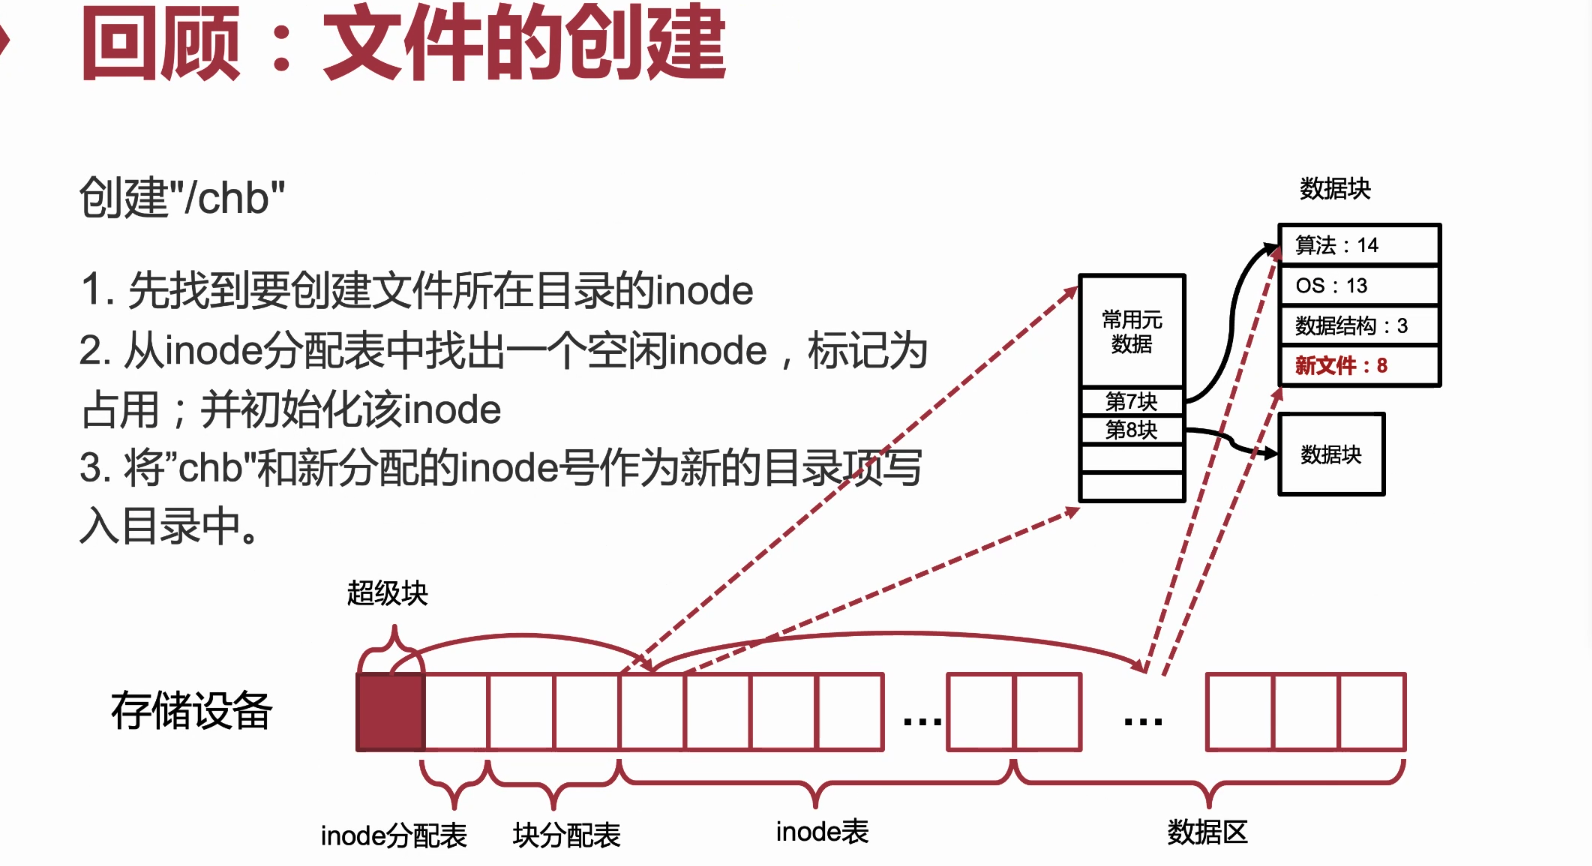 回顾：文件的创建
创建"/chb"
1. 先找到要创建文件所在目录的inode
2. 从inode分配表中找出一个空闲inode，标记为
占用；并初始化该inode
3. 将”chb"和新分配的inode号作为新的目录项写
入目录中。
数据块
算法：14
OS：13
数据结构：3
新文件：8
常用元
数据
第7块
第8块
数据块
超级块
存储设备
...
...
inode分配表
块分配表
inode表
数据区